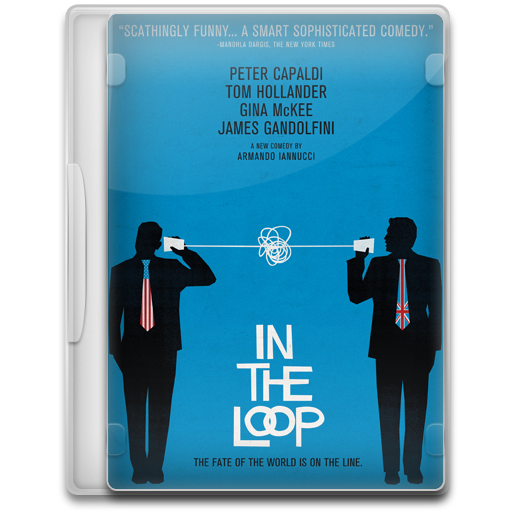 "SCATHINGLY FUNNY... A SMART SOPHISTICATED COMEDY."
-MANOHLA DARGIS, THE NEW YORK TIMES
PETER CAPALDI
TOM HOLLANDER
GINA McKEE
JAMES GANDOLFINI
A NEW COMEDY BY
ARMANDO IANNUCCI
IN
THE
LOOP
THE FATE OF THE WORLD IS ON THE LINE.